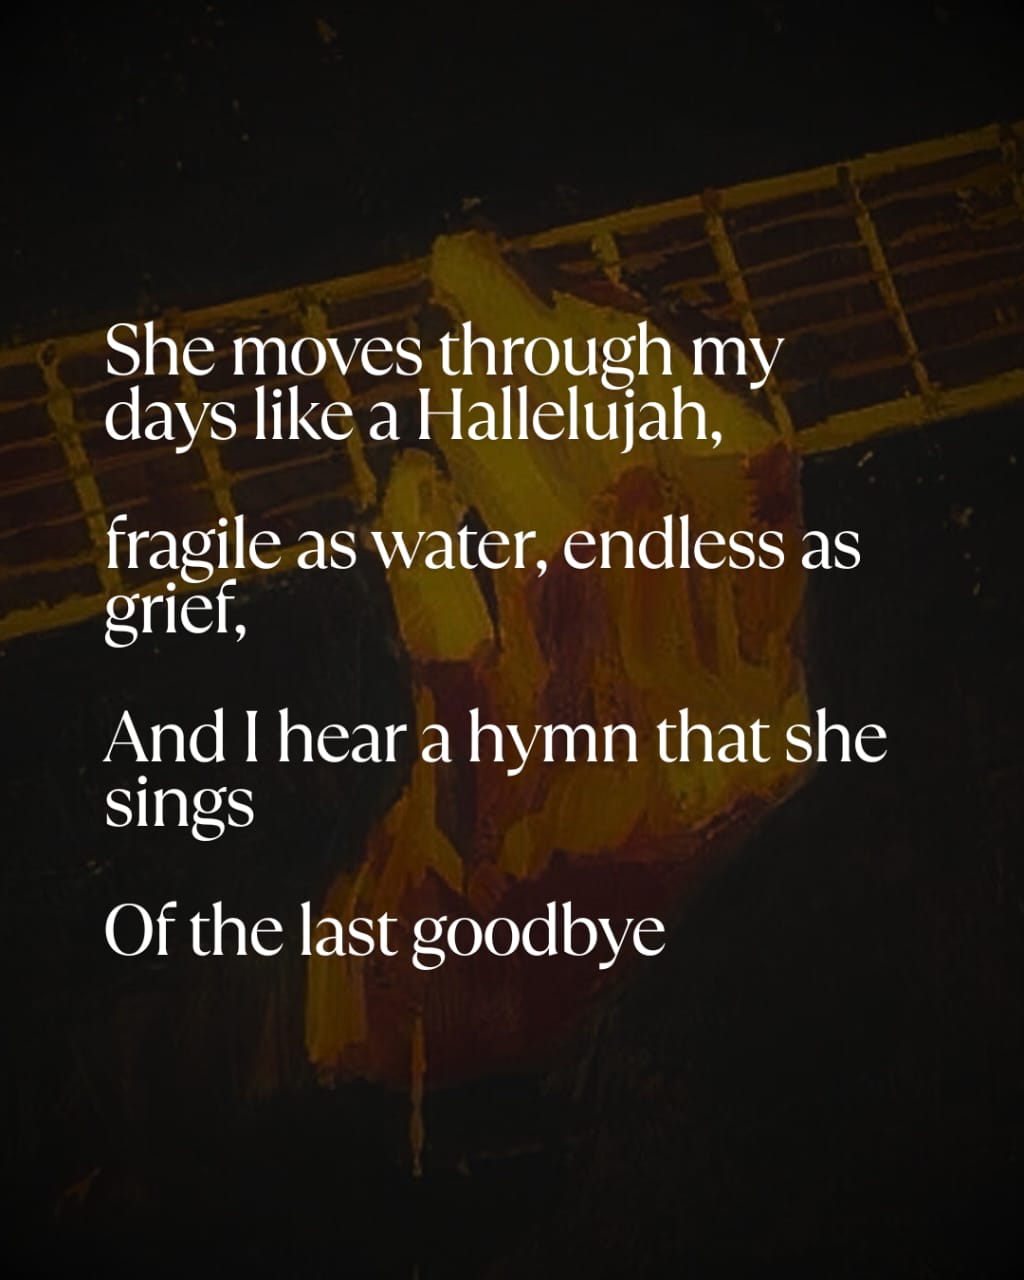 She moves through my
days like a Hallelujah,
fragile as water, endless as
grief,
And I hear a hymn that she
sings
Of the last goodbye